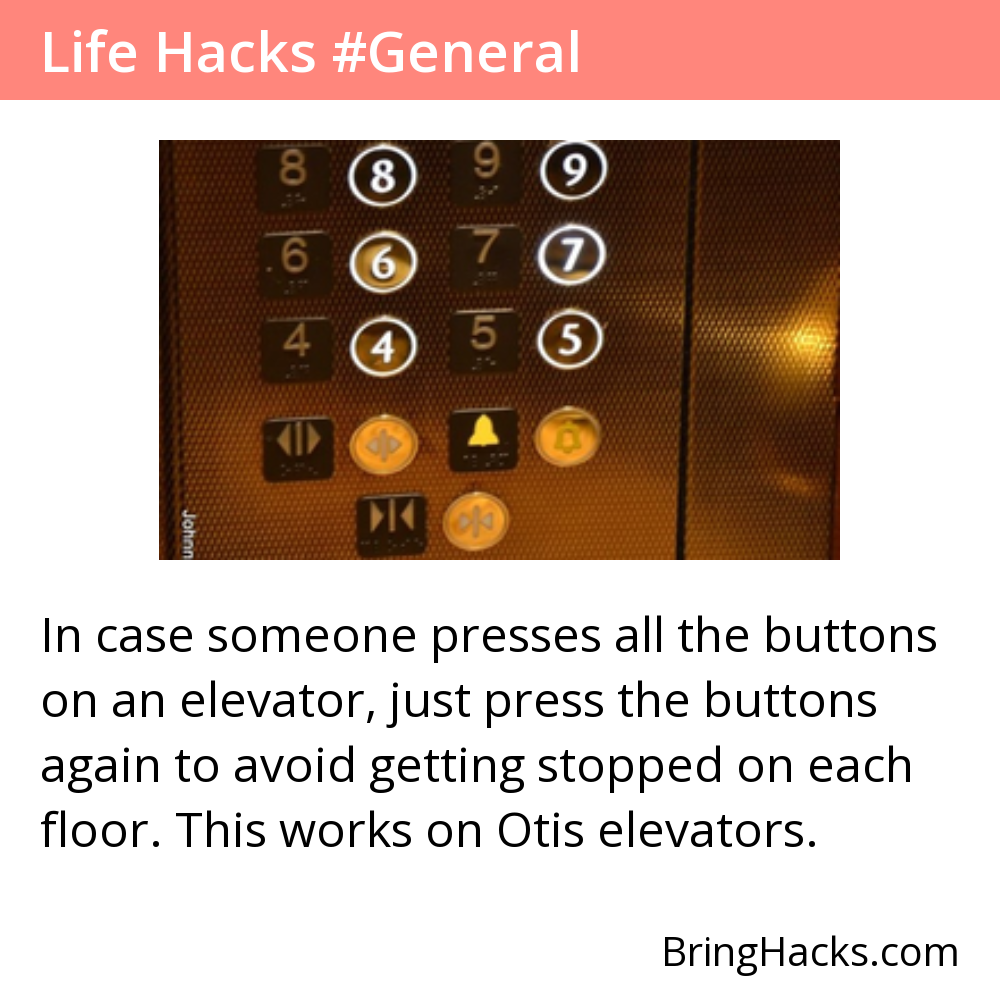 Life Hacks #General
8 8 9 9
6 6 7 7
4 4 5 5
Johnn
In case someone presses all the buttons
on an elevator, just press the buttons
again to avoid getting stopped on each
floor. This works on Otis elevators.
BringHacks.com